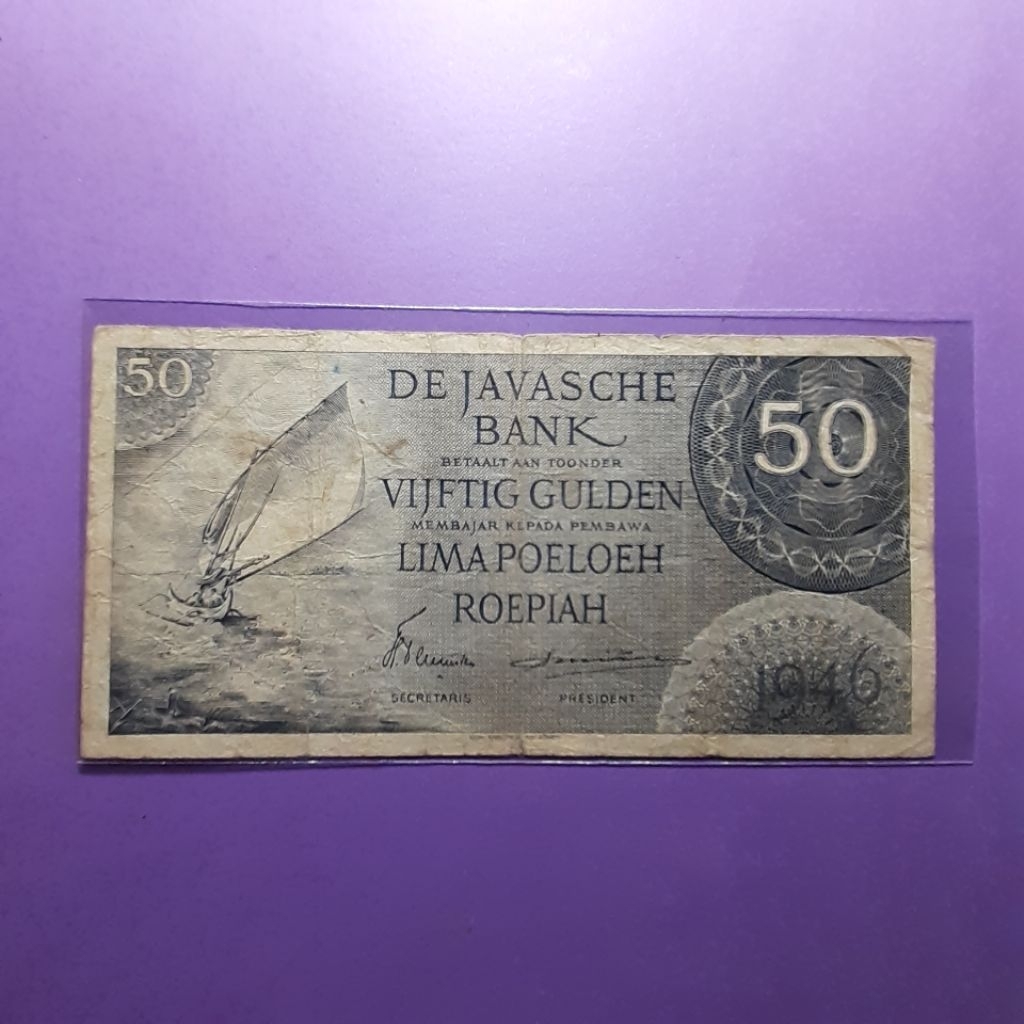 50
DE JAVASCHE
BANK
50
BETAALT AAN TOONDER
VIJFTIG GULDEN
MEMBAJAR KEPADA PEMBAWA
LIMA POELOEH
ROEPIAH
SECRETARIS
PRESIDENT
1946